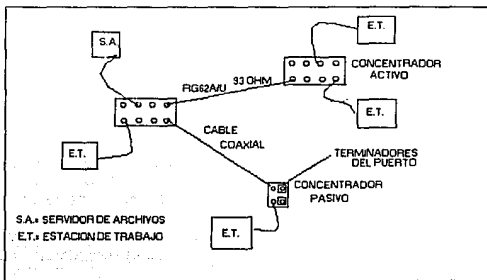 E.T.
S.A.
93 OHM
RG62A/U
CONCENTRADOR
ACTIVO
E.T.
CABLE
COAXIAL
E.T.
TERMINADORES
DEL PUERTO
CONCENTRADOR
PASIVO
E.T.
S.A.= SERVIDOR DE ARCHIVOS
E.T.= ESTACION DE TRABAJO